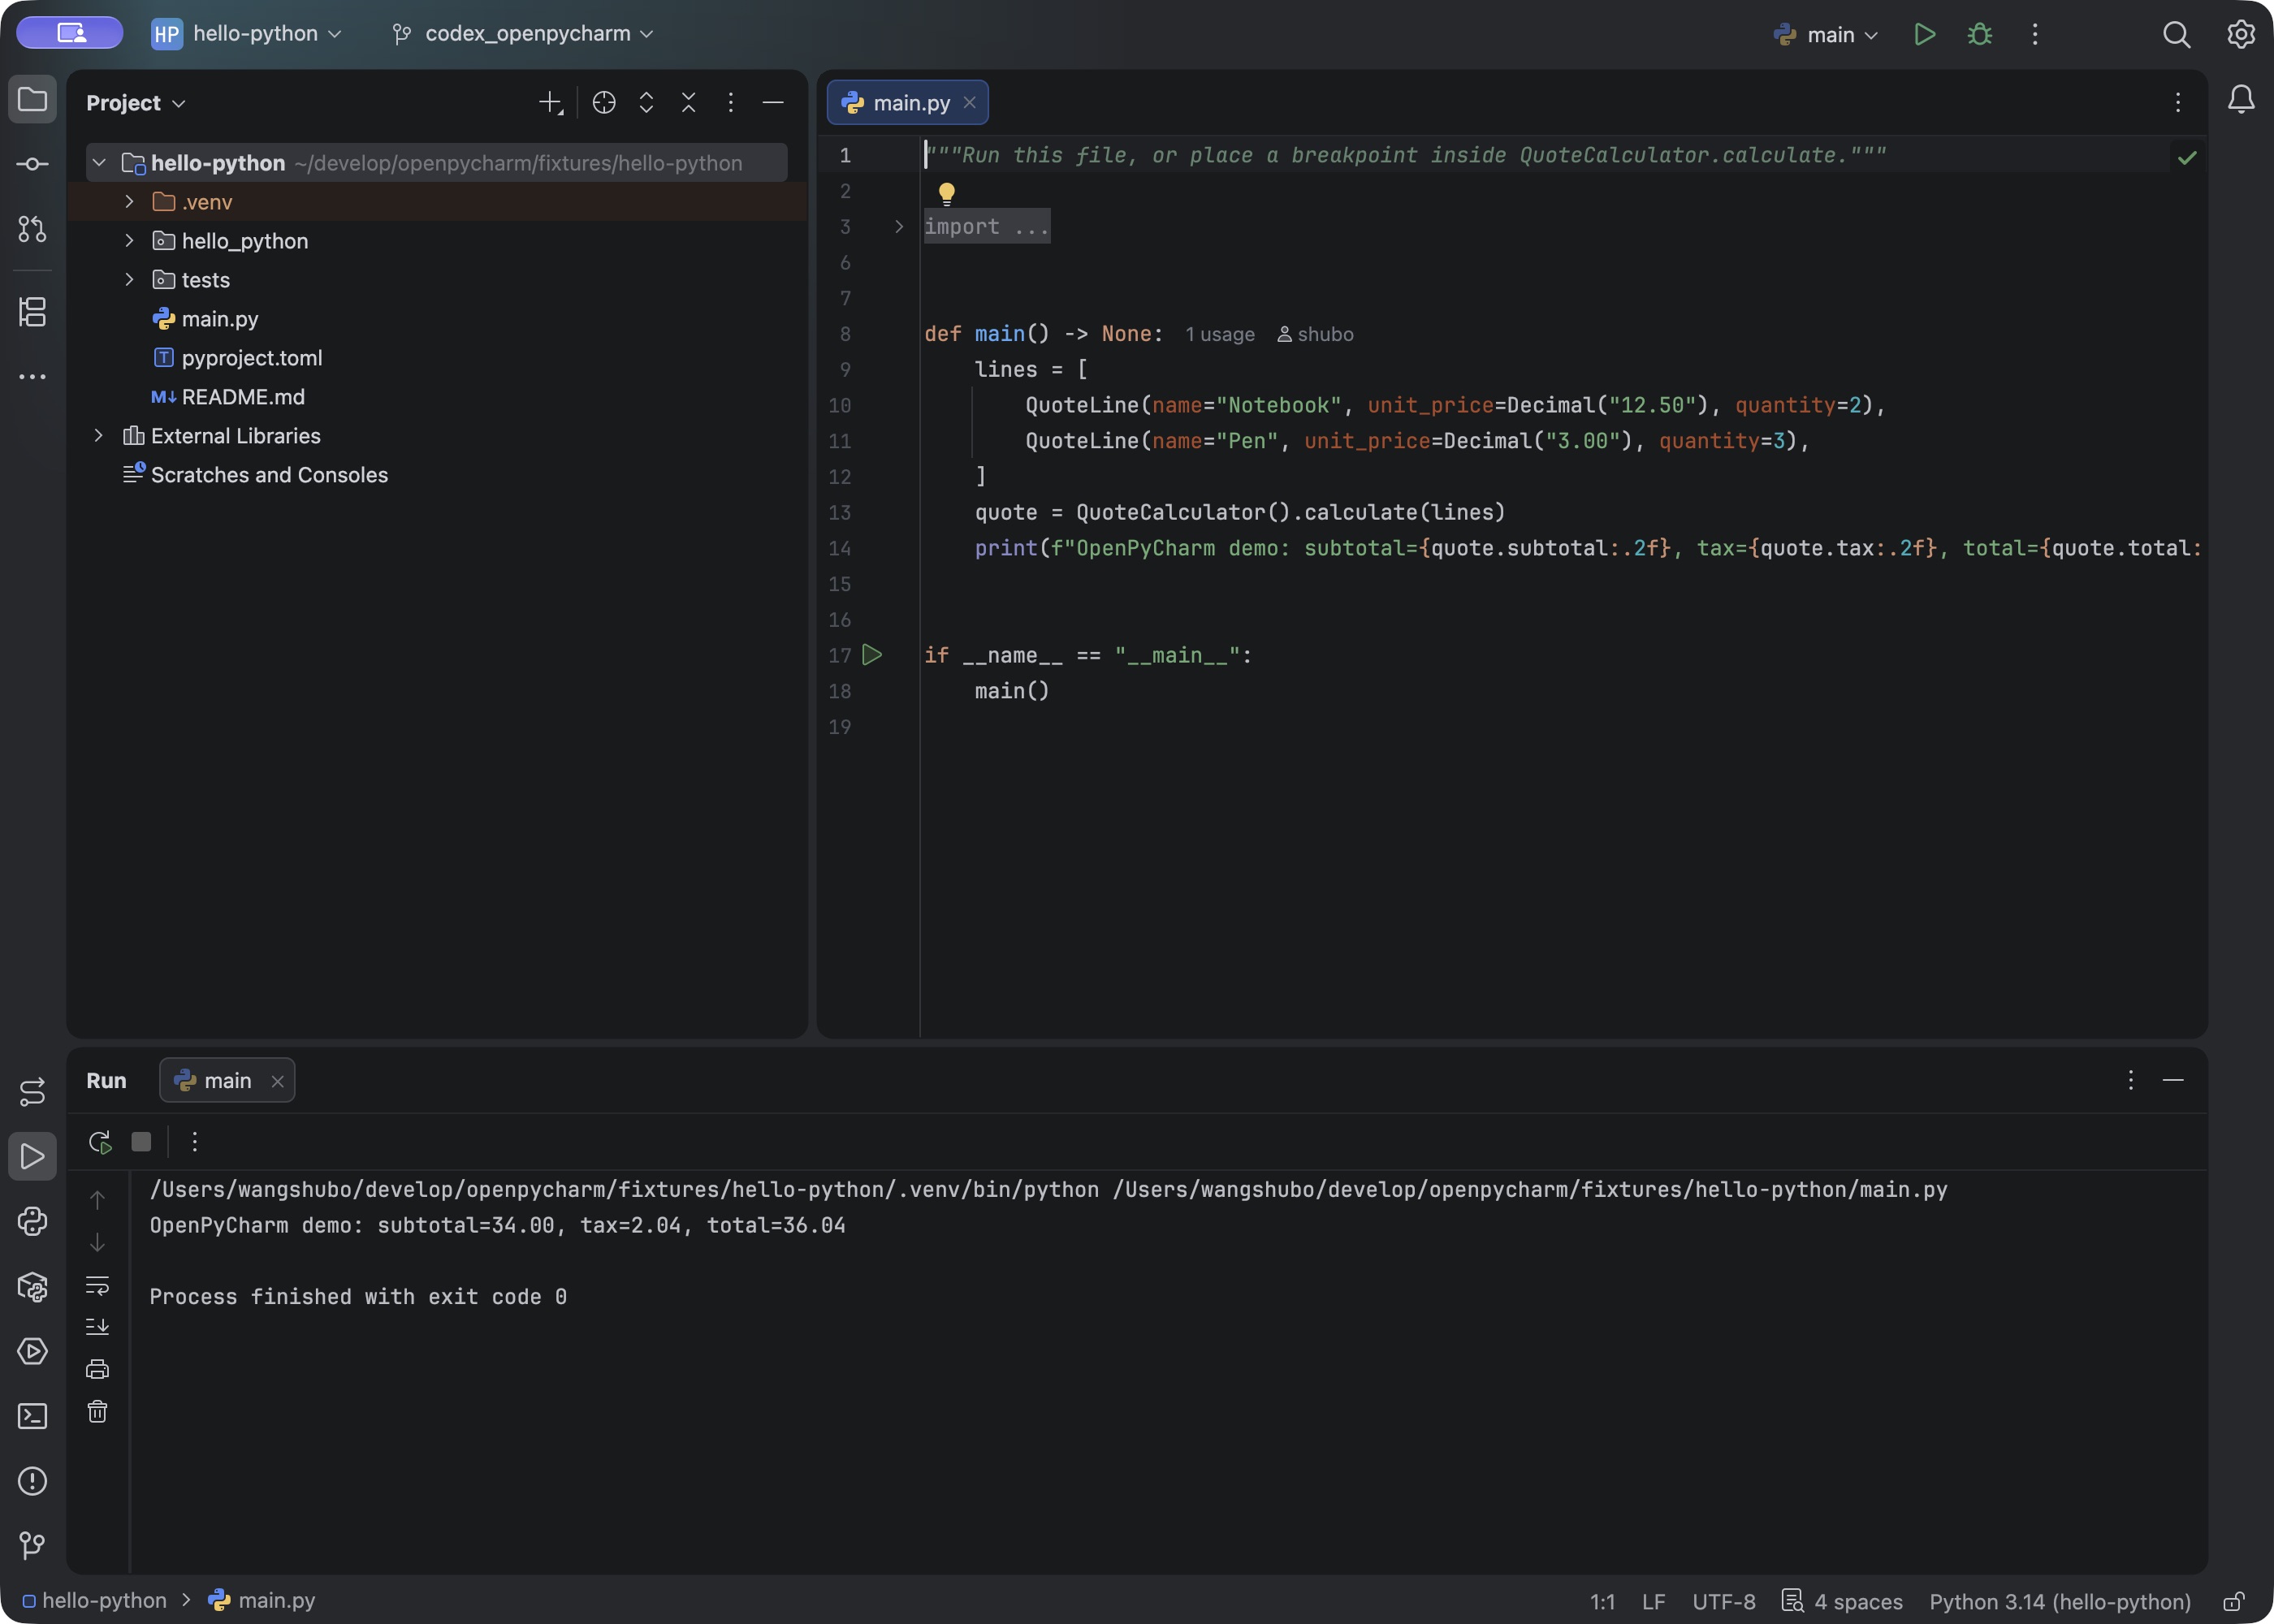 HP hello-python codex_openpycharm main
Project
main.py
hello-python ~/develop/openpycharm/fixtures/hello-python
.venv
hello_python
tests
main.py
pyproject.toml
README.md
External Libraries
Scratches and Consoles
1 """Run this file, or place a breakpoint inside QuoteCalculator.calculate."""
2
3 import ...
6
7
8 def main() -> None: 1 usage shubo
9     lines = [
10         QuoteLine(name="Notebook", unit_price=Decimal("12.50"), quantity=2),
11         QuoteLine(name="Pen", unit_price=Decimal("3.00"), quantity=3),
12     ]
13     quote = QuoteCalculator().calculate(lines)
14     print(f"OpenPyCharm demo: subtotal={quote.subtotal:.2f}, tax={quote.tax:.2f}, total={quote.total:
15
16
17 if __name__ == "__main__":
18     main()
19
Run main
/Users/wangshubo/develop/openpycharm/fixtures/hello-python/.venv/bin/python /Users/wangshubo/develop/openpycharm/fixtures/hello-python/main.py
OpenPyCharm demo: subtotal=34.00, tax=2.04, total=36.04
Process finished with exit code 0
hello-python > main.py 1:1 LF UTF-8 4 spaces Python 3.14 (hello-python)